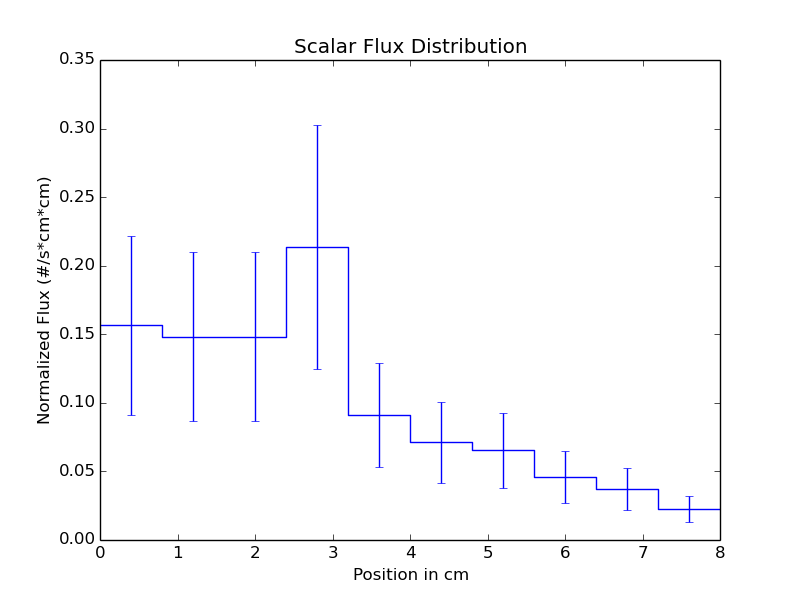 Scalar Flux Distribution
0.35
0.30
0.25
0.20
0.15
0.10
0.05
0.00
Normalized Flux (#/s*cm*cm)
0 1 2 3 4 5 6 7 8
Position in cm